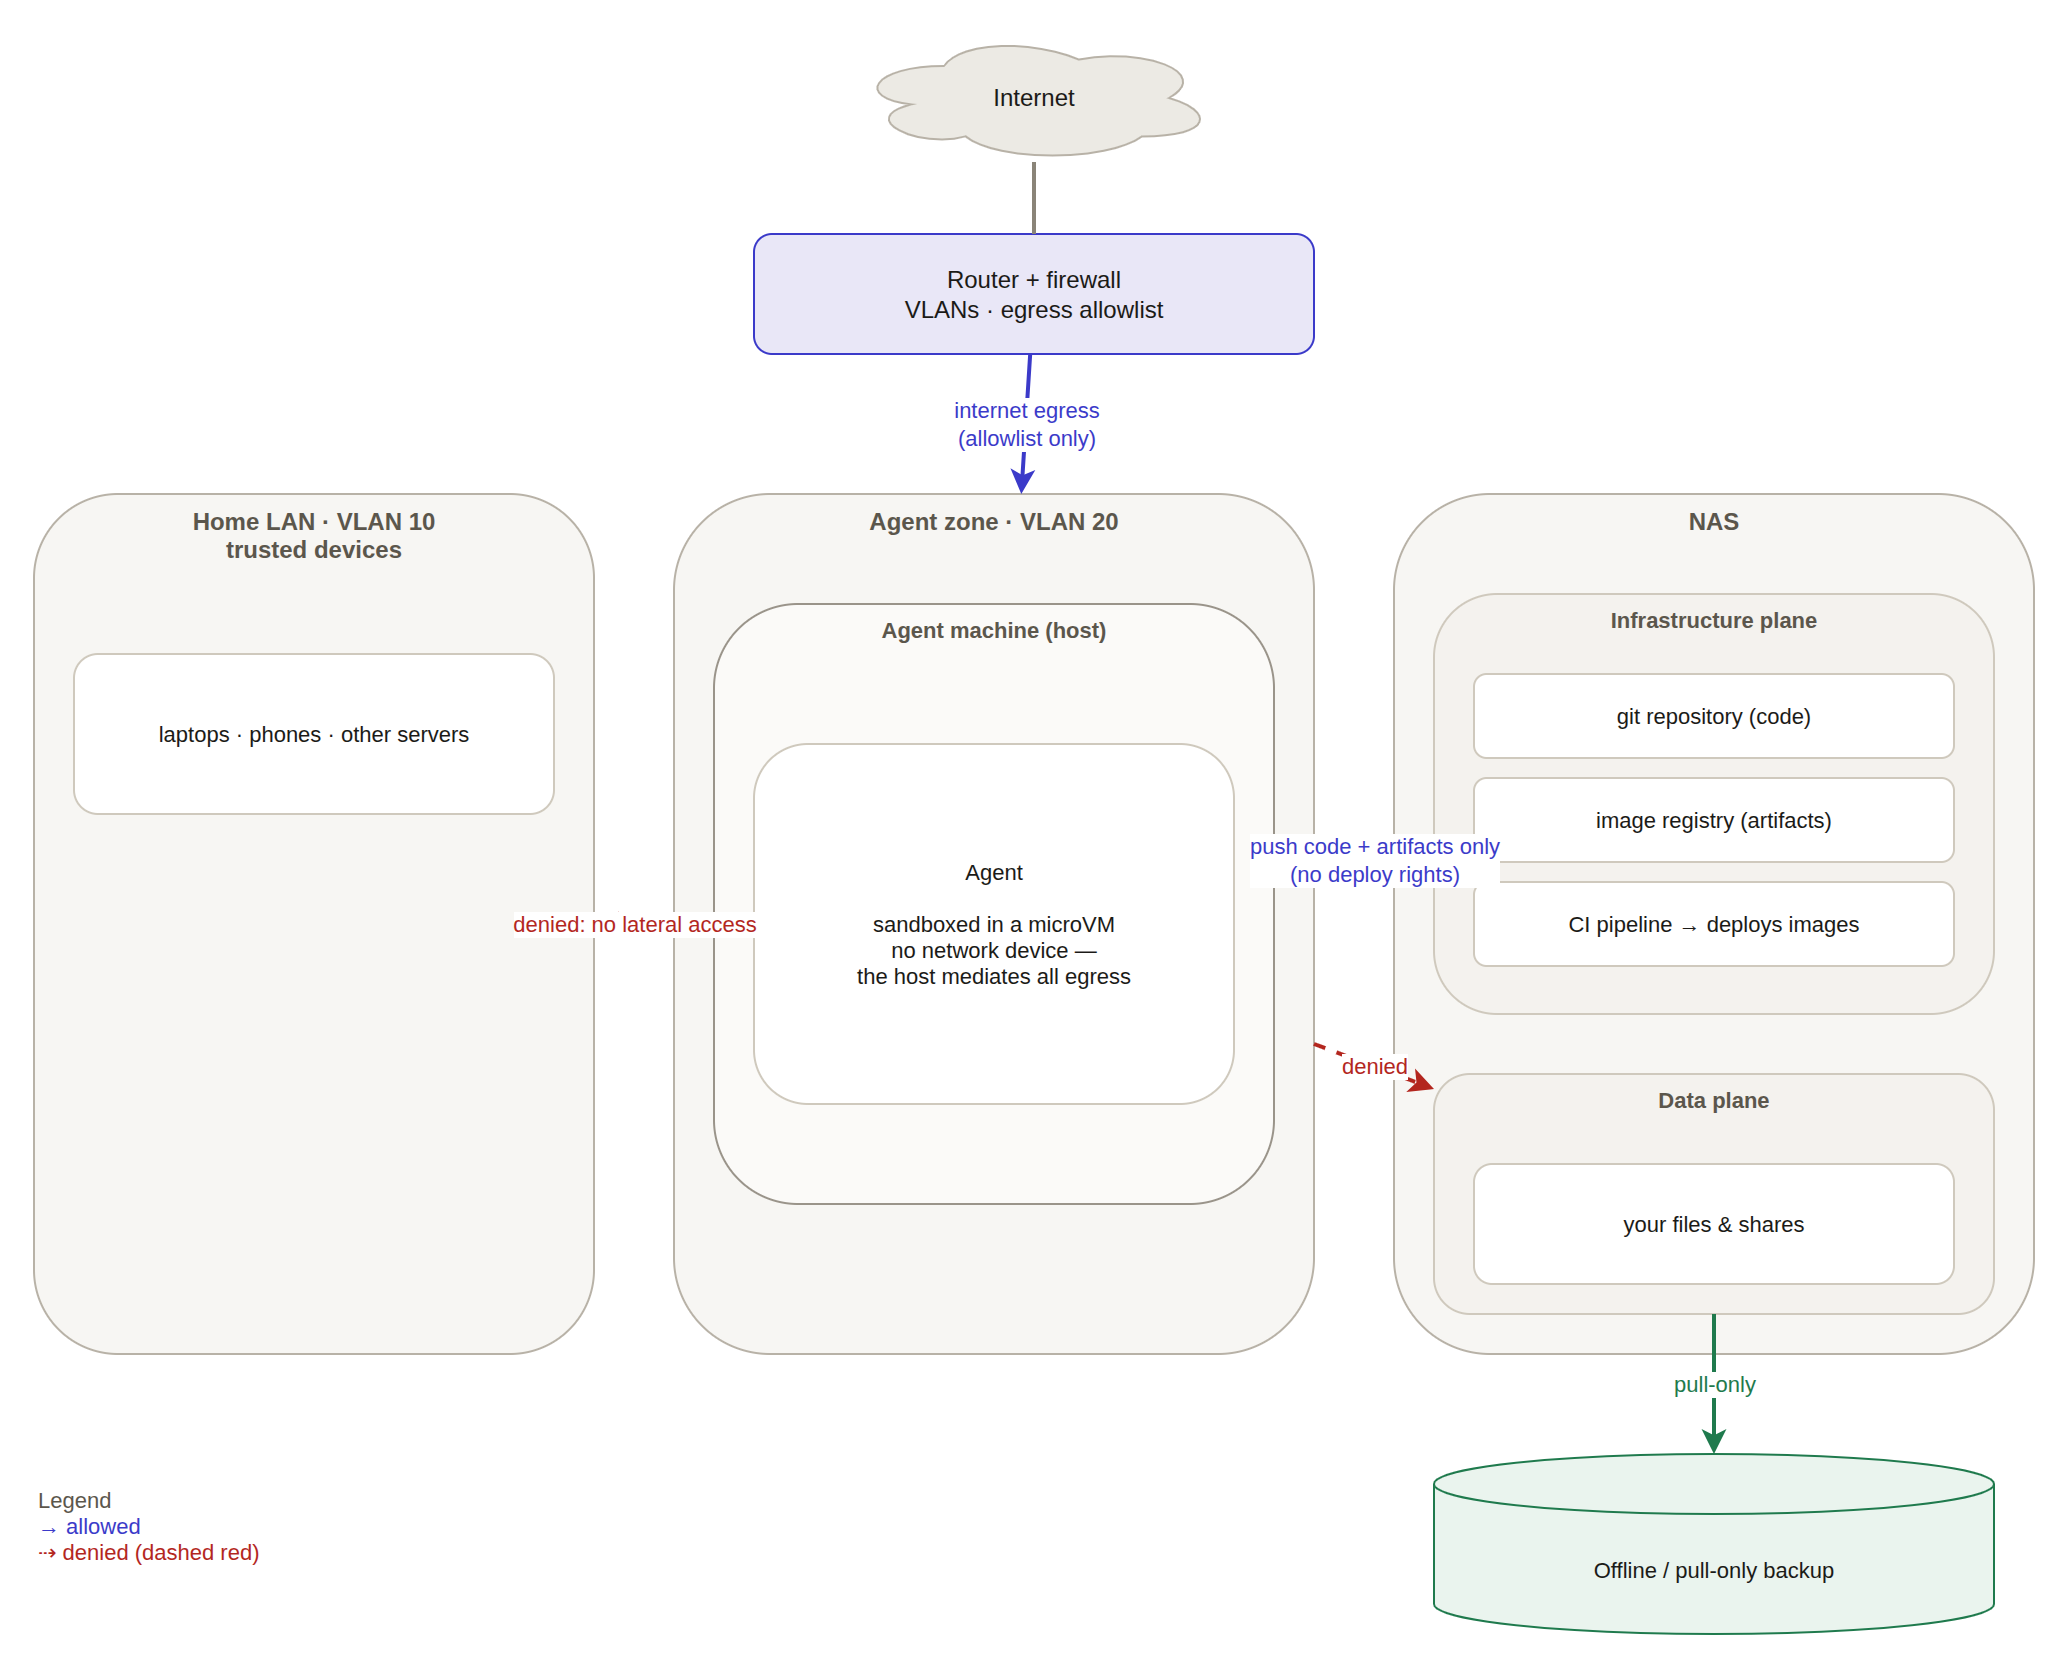 Internet
Router + firewall
VLANs · egress allowlist
internet egress
(allowlist only)
Home LAN · VLAN 10
trusted devices
laptops · phones · other servers
denied: no lateral access
Agent zone · VLAN 20
Agent machine (host)
Agent
sandboxed in a microVM
no network device —
the host mediates all egress
push code + artifacts only
(no deploy rights)
denied
NAS
Infrastructure plane
git repository (code)
image registry (artifacts)
CI pipeline → deploys images
Data plane
your files & shares
pull-only
Offline / pull-only backup
Legend
→ allowed
⇢ denied (dashed red)